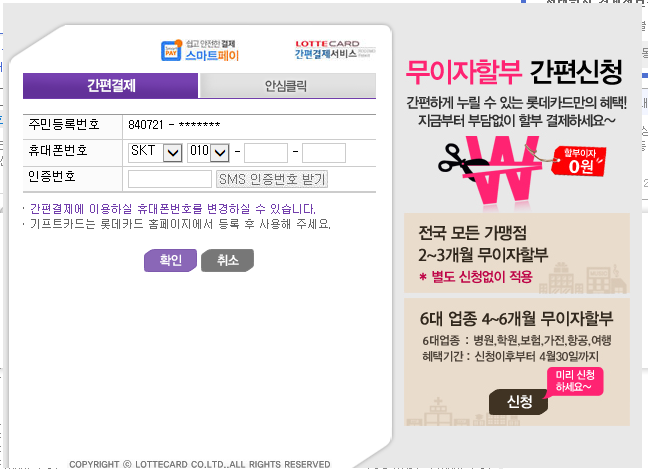 쉽고 안전한 결제
스마트페이
LOTTECARD
간편결제서비스
간편결제
안심클릭
주민등록번호 840721 - *******
휴대폰번호 SKT 010 - -
인증번호 SMS 인증번호 받기
· 간편결제에 이용하실 휴대폰번호를 변경하실 수 있습니다.
· 기프트카드는 롯데카드 홈페이지에서 등록 후 사용해 주세요.
확인
취소
COPYRIGHT © LOTTECARD CO.LTD.,ALL RIGHTS RESERVED
무이자할부 간편신청
간편하게 누릴 수 있는 롯데카드만의 혜택!
지금부터 부담없이 할부 결제하세요~
W
할부이자
0원
전국 모든 가맹점
2~3개월 무이자할부
* 별도 신청없이 적용
6대 업종 4~6개월 무이자할부
6대업종 : 병원,학원,보험,가전,항공,여행
혜택기간 : 신청이후부터 4월30일까지
미리 신청
하세요~
신청